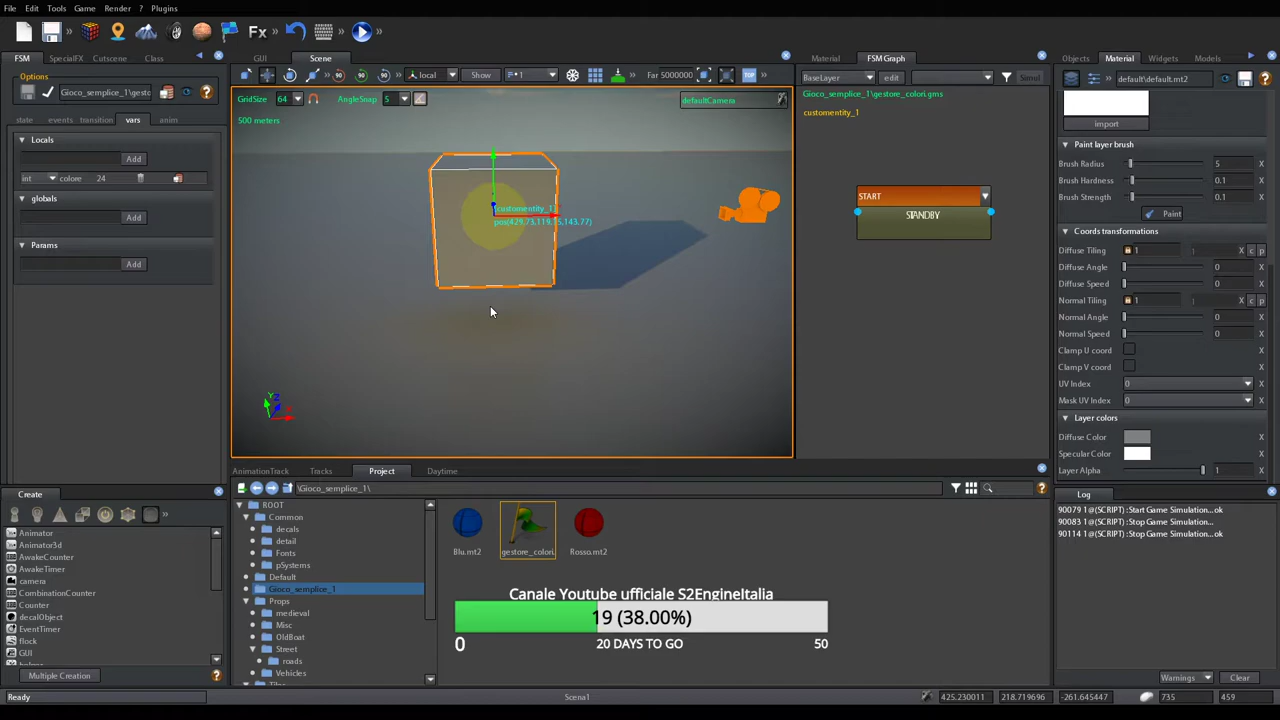 File Edit Tools Game Render ? Plugins
Fx
FSM SpecialFX Cutscene Class
GUI Scene
Material FSM Graph
Objects Material Widgets Models
Options
Gioco_semplice_1\gesto
state events transition vars anim
Locals
Add
int colore 24
globals
Add
Params
Add
local Show 1 TOP Far 5000000
GridSize 64 AngleSnap 5 defaultCamera
500 meters
customentity_1
BaseLayer edit Simul
Gioco_semplice_1\gestore_colori.gms
customentity_1
START
STANDBY
default\default.mt2
import
Paint layer brush
Brush Radius 5
Brush Hardness 0.1
Brush Strength 0.1
Paint
Coords transformations
Diffuse Tiling 1 X c p
Diffuse Angle 0 X
Diffuse Speed 0 X
Normal Tiling 1 X c p
Normal Angle 0 X
Normal Speed 0 X
Clamp U coord X
Clamp V coord X
UV Index 0 X
Mask UV Index 0 X
Layer colors
Diffuse Color X
Specular Color X
Layer Alpha 1 X
Create
Animator
Animator3d
AwakeCounter
AwakeTimer
camera
CombinationCounter
Counter
decalObject
EventTimer
flock
GUI
Multiple Creation
AnimationTrack Tracks Project Daytime
\Gioco_semplice_1\
ROOT
Common
decals
detail
Fonts
pSystems
Default
Gioco_semplice_1
Props
medieval
Misc
OldBoat
Street
roads
Vehicles
Blu.mt2 gestore_colori. Rosso.mt2
Canale Youtube ufficiale S2EngineItalia
19 (38.00%)
0 20 DAYS TO GO 50
Log
90079 1@(SCRIPT) :Start Game Simulation...ok
90083 1@(SCRIPT) :Stop Game Simulation...
90114 1@(SCRIPT) :Stop Game Simulation...ok
Warnings Clear
Ready Scena1 425.230011 218.719696 -261.645447 735 459